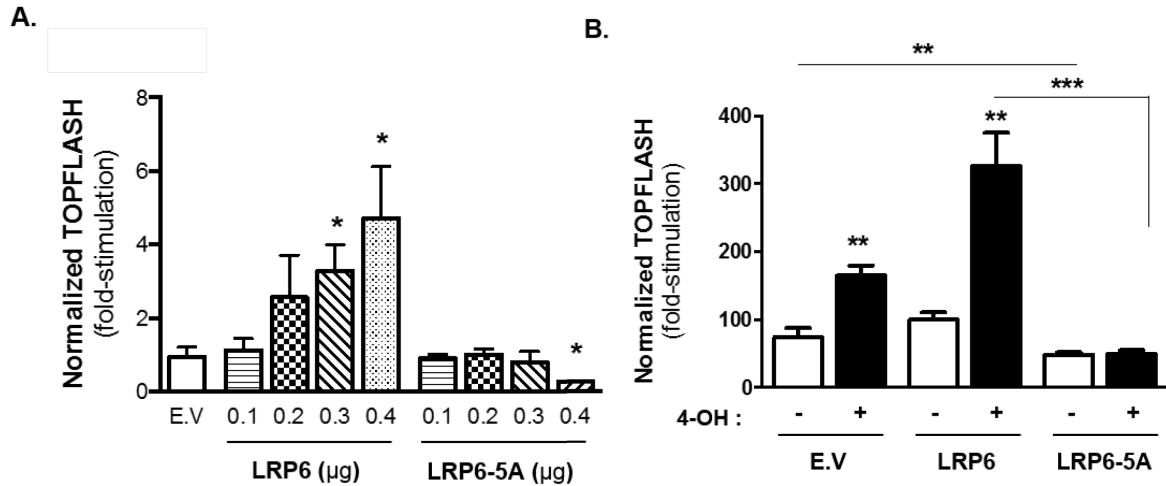 A.
Normalized TOPFLASH
(fold-stimulation)
8
6
4
2
0
*
*
*
E.V 0.1 0.2 0.3 0.4 0.1 0.2 0.3 0.4
LRP6 (µg) LRP6-5A (µg)
B.
Normalized TOPFLASH
(fold-stimulation)
400
300
200
100
0
**
***
**
**
4-OH : - + - + - +
E.V LRP6 LRP6-5A